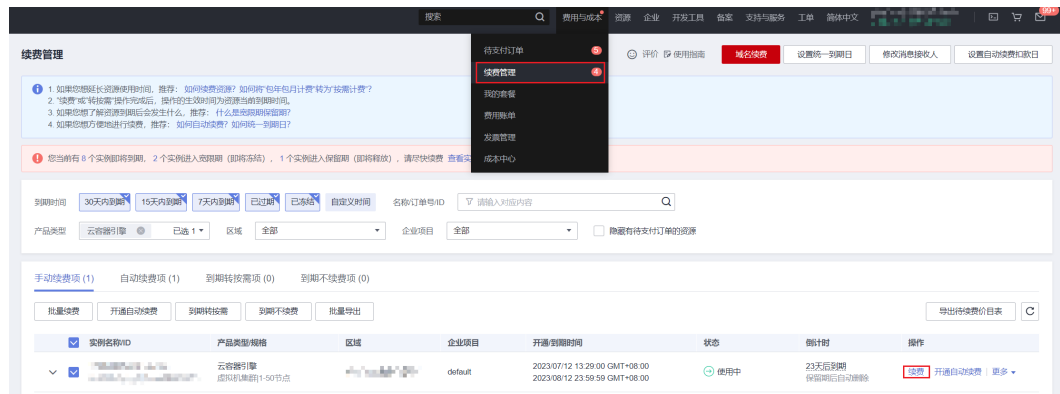 搜索 费用与成本 资源 企业 开发工具 备案 支持与服务 工单 简体中文 99+
续费管理
待支付订单 5
续费管理 4
我的套餐
费用账单
发票管理
成本中心
评价 使用指南 域名续费 设置统一到期日 修改消息接收人 设置自动续费扣款日
1. 如果您想延长资源使用时间，推荐： 如何续费资源? 如何将“包年包月计费”转为“按需计费”?
2. “续费”或“转按需”操作完成后，操作的生效时间为资源当前到期时间。
3. 如果您想了解资源到期后会发生什么，推荐： 什么是宽限期保留期?
4. 如果您想方便地进行续费，推荐： 如何自动续费? 如何统一到期日?
您当前有 8 个实例即将到期，2 个实例进入宽限期（即将冻结），1 个实例进入保留期（即将释放），请尽快续费 查看实
到期时间 30天内到期 15天内到期 7天内到期 已过期 已冻结 自定义时间 名称/订单号/ID 请输入对应内容
产品类型 云容器引擎 已选 1 区域 全部 企业项目 全部 隐藏有待支付订单的资源
手动续费项 (1) 自动续费项 (1) 到期转按需项 (0) 到期不续费项 (0)
批量续费 开通自动续费 到期转按需 到期不续费 批量导出 导出待续费价目表
实例名称/ID 产品类型/规格 区域 企业项目 开通/到期时间 状态 倒计时 操作
云容器引擎 2023/07/12 13:29:00 GMT+08:00 23天后到期
虚拟机集群|1-50节点 default 2023/08/12 23:59:59 GMT+08:00 使用中 保留期后自动删除 续费 开通自动续费 更多